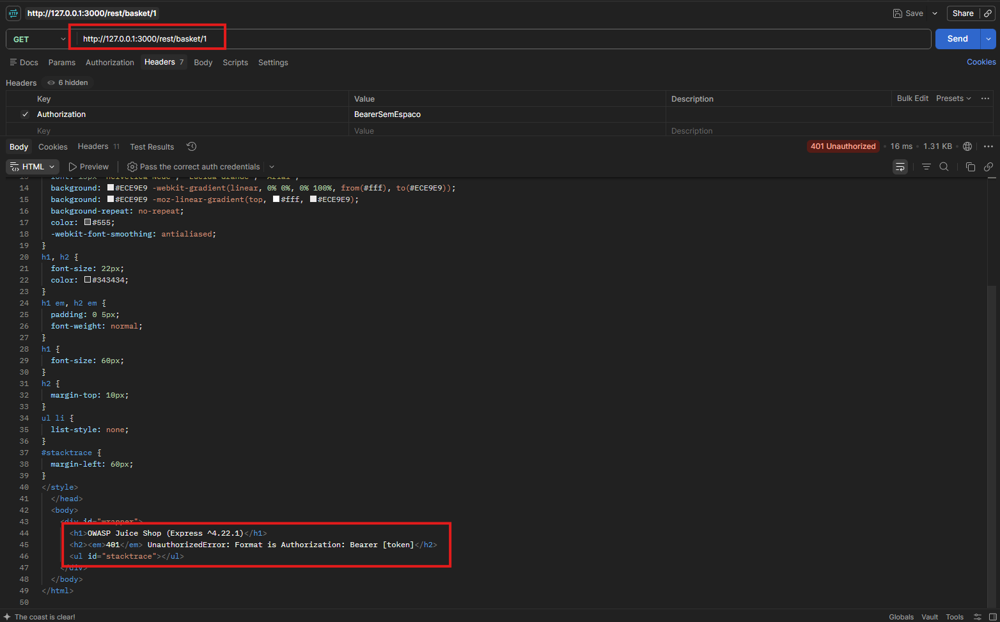 HTTP http://127.0.0.1:3000/rest/basket/1 Save Share
GET http://127.0.0.1:3000/rest/basket/1 Send
Docs Params Authorization Headers 7 Body Scripts Settings Cookies
Headers 6 hidden
Key Value Description Bulk Edit Presets
Authorization BearerSemEspaco
Key Value Description
Body Cookies Headers 11 Test Results 401 Unauthorized • 16 ms • 1.31 KB
HTML Preview Pass the correct auth credentials
13 font: 13px "Helvetica Neue", "Lucida Grande", "Arial";
14 background: #ECE9E9 -webkit-gradient(linear, 0% 0%, 0% 100%, from(#fff), to(#ECE9E9));
15 background: #ECE9E9 -moz-linear-gradient(top, #fff, #ECE9E9);
16 background-repeat: no-repeat;
17 color: #555;
18 -webkit-font-smoothing: antialiased;
19 }
20 h1, h2 {
21 font-size: 22px;
22 color: #343434;
23 }
24 h1 em, h2 em {
25 padding: 0 5px;
26 font-weight: normal;
27 }
28 h1 {
29 font-size: 60px;
30 }
31 h2 {
32 margin-top: 10px;
33 }
34 ul li {
35 list-style: none;
36 }
37 #stacktrace {
38 margin-left: 60px;
39 }
40 </style>
41 </head>
42 <body>
43 <div id="wrapper">
44 <h1>OWASP Juice Shop (Express ^4.22.1)</h1>
45 <h2><em>401</em> UnauthorizedError: Format is Authorization: Bearer [token]</h2>
46 <ul id="stacktrace"></ul>
47 </div>
48 </body>
49 </html>
50
The coast is clear! Globals Vault Tools